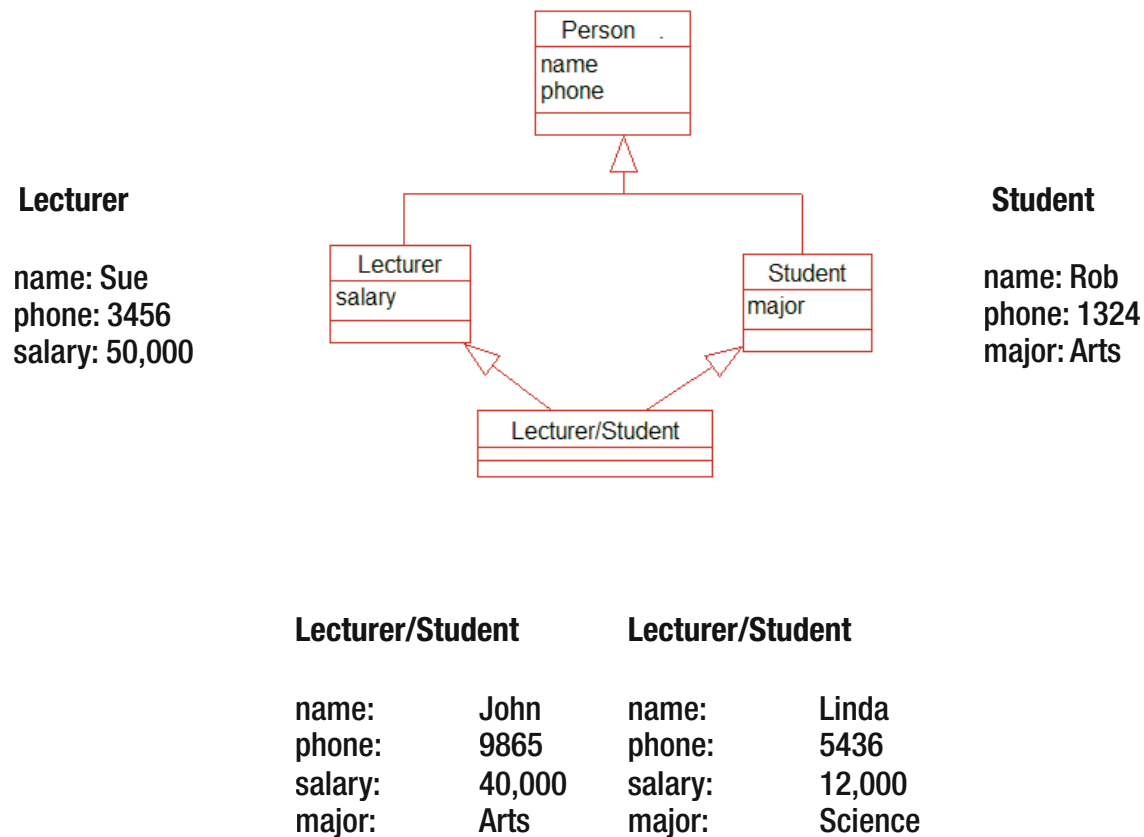 Person .
name
phone
Lecturer
name: Sue
phone: 3456
salary: 50,000
Lecturer
salary
Student
major
Student
name: Rob
phone: 1324
major: Arts
Lecturer/Student
Lecturer/Student
name: John
phone: 9865
salary: 40,000
major: Arts
Lecturer/Student
name: Linda
phone: 5436
salary: 12,000
major: Science